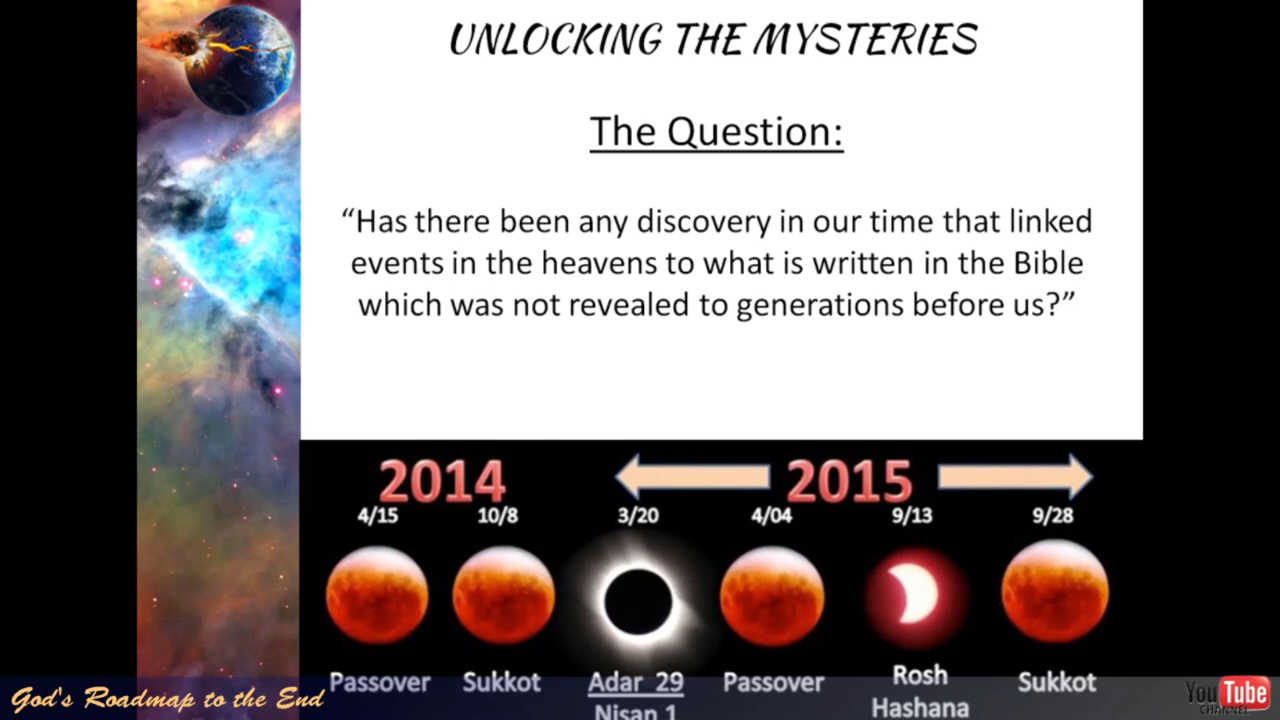 UNLOCKING THE MYSTERIES
The Question:
“Has there been any discovery in our time that linked
events in the heavens to what is written in the Bible
which was not revealed to generations before us?”
2014 2015
4/15 10/8 3/20 4/04 9/13 9/28
Passover Sukkot Adar 29 Passover Rosh Sukkot
Nisan 1 Hashana
God's Roadmap to the End
YouTube
CHANNEL